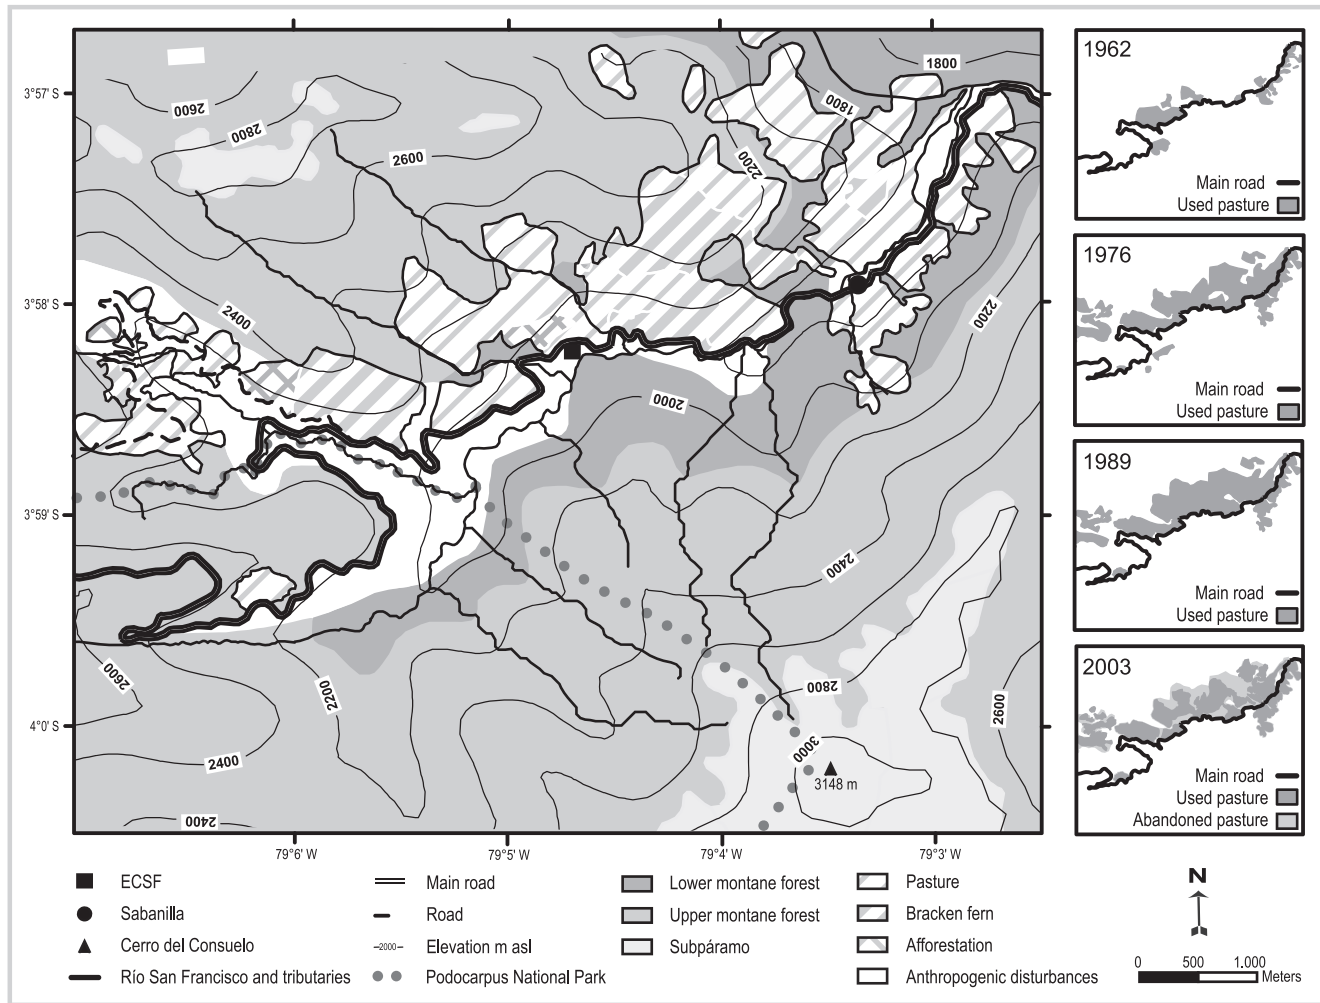 1800
1962
3°57' S
2600
1800
2800
2200
2600
Main road
Used pasture
1976
3°58' S
2400
2200
Main road
Used pasture
2000
1989
3°59' S
2400
Main road
Used pasture
2600
2200
2800
2600
2003
4°0' S
3000
2400
3148 m
Main road
Used pasture
Abandoned pasture
2400
79°6' W
79°5' W
79°4' W
79°3' W
ECSF
Sabanilla
Cerro del Consuelo
Río San Francisco and tributaries
Main road
Road
2000 Elevation m asl
Podocarpus National Park
Lower montane forest
Upper montane forest
Subpáramo
Pasture
Bracken fern
Afforestation
Anthropogenic disturbances
N
0 500 1.000
Meters